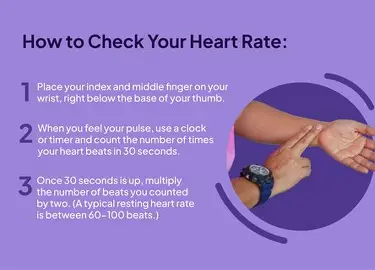 How to Check Your Heart Rate:
1 Place your index and middle finger on your
wrist, right below the base of your thumb.
2 When you feel your pulse, use a clock
or timer and count the number of times
your heart beats in 30 seconds.
3 Once 30 seconds is up, multiply
the number of beats you counted
by two. (A typical resting heart rate
is between 60-100 beats.)